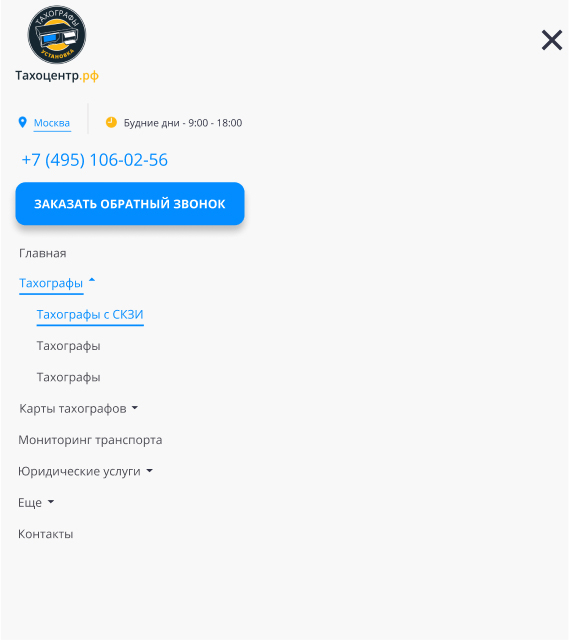 ТАХОГРАФЫ
УСТАНОВКА
Тахоцентр.рф
Москва
Будние дни - 9:00 - 18:00
+7 (495) 106-02-56
ЗАКАЗАТЬ ОБРАТНЫЙ ЗВОНОК
Главная
Тахографы
Тахографы с СКЗИ
Тахографы
Тахографы
Карты тахографов
Мониторинг транспорта
Юридические услуги
Еще
Контакты